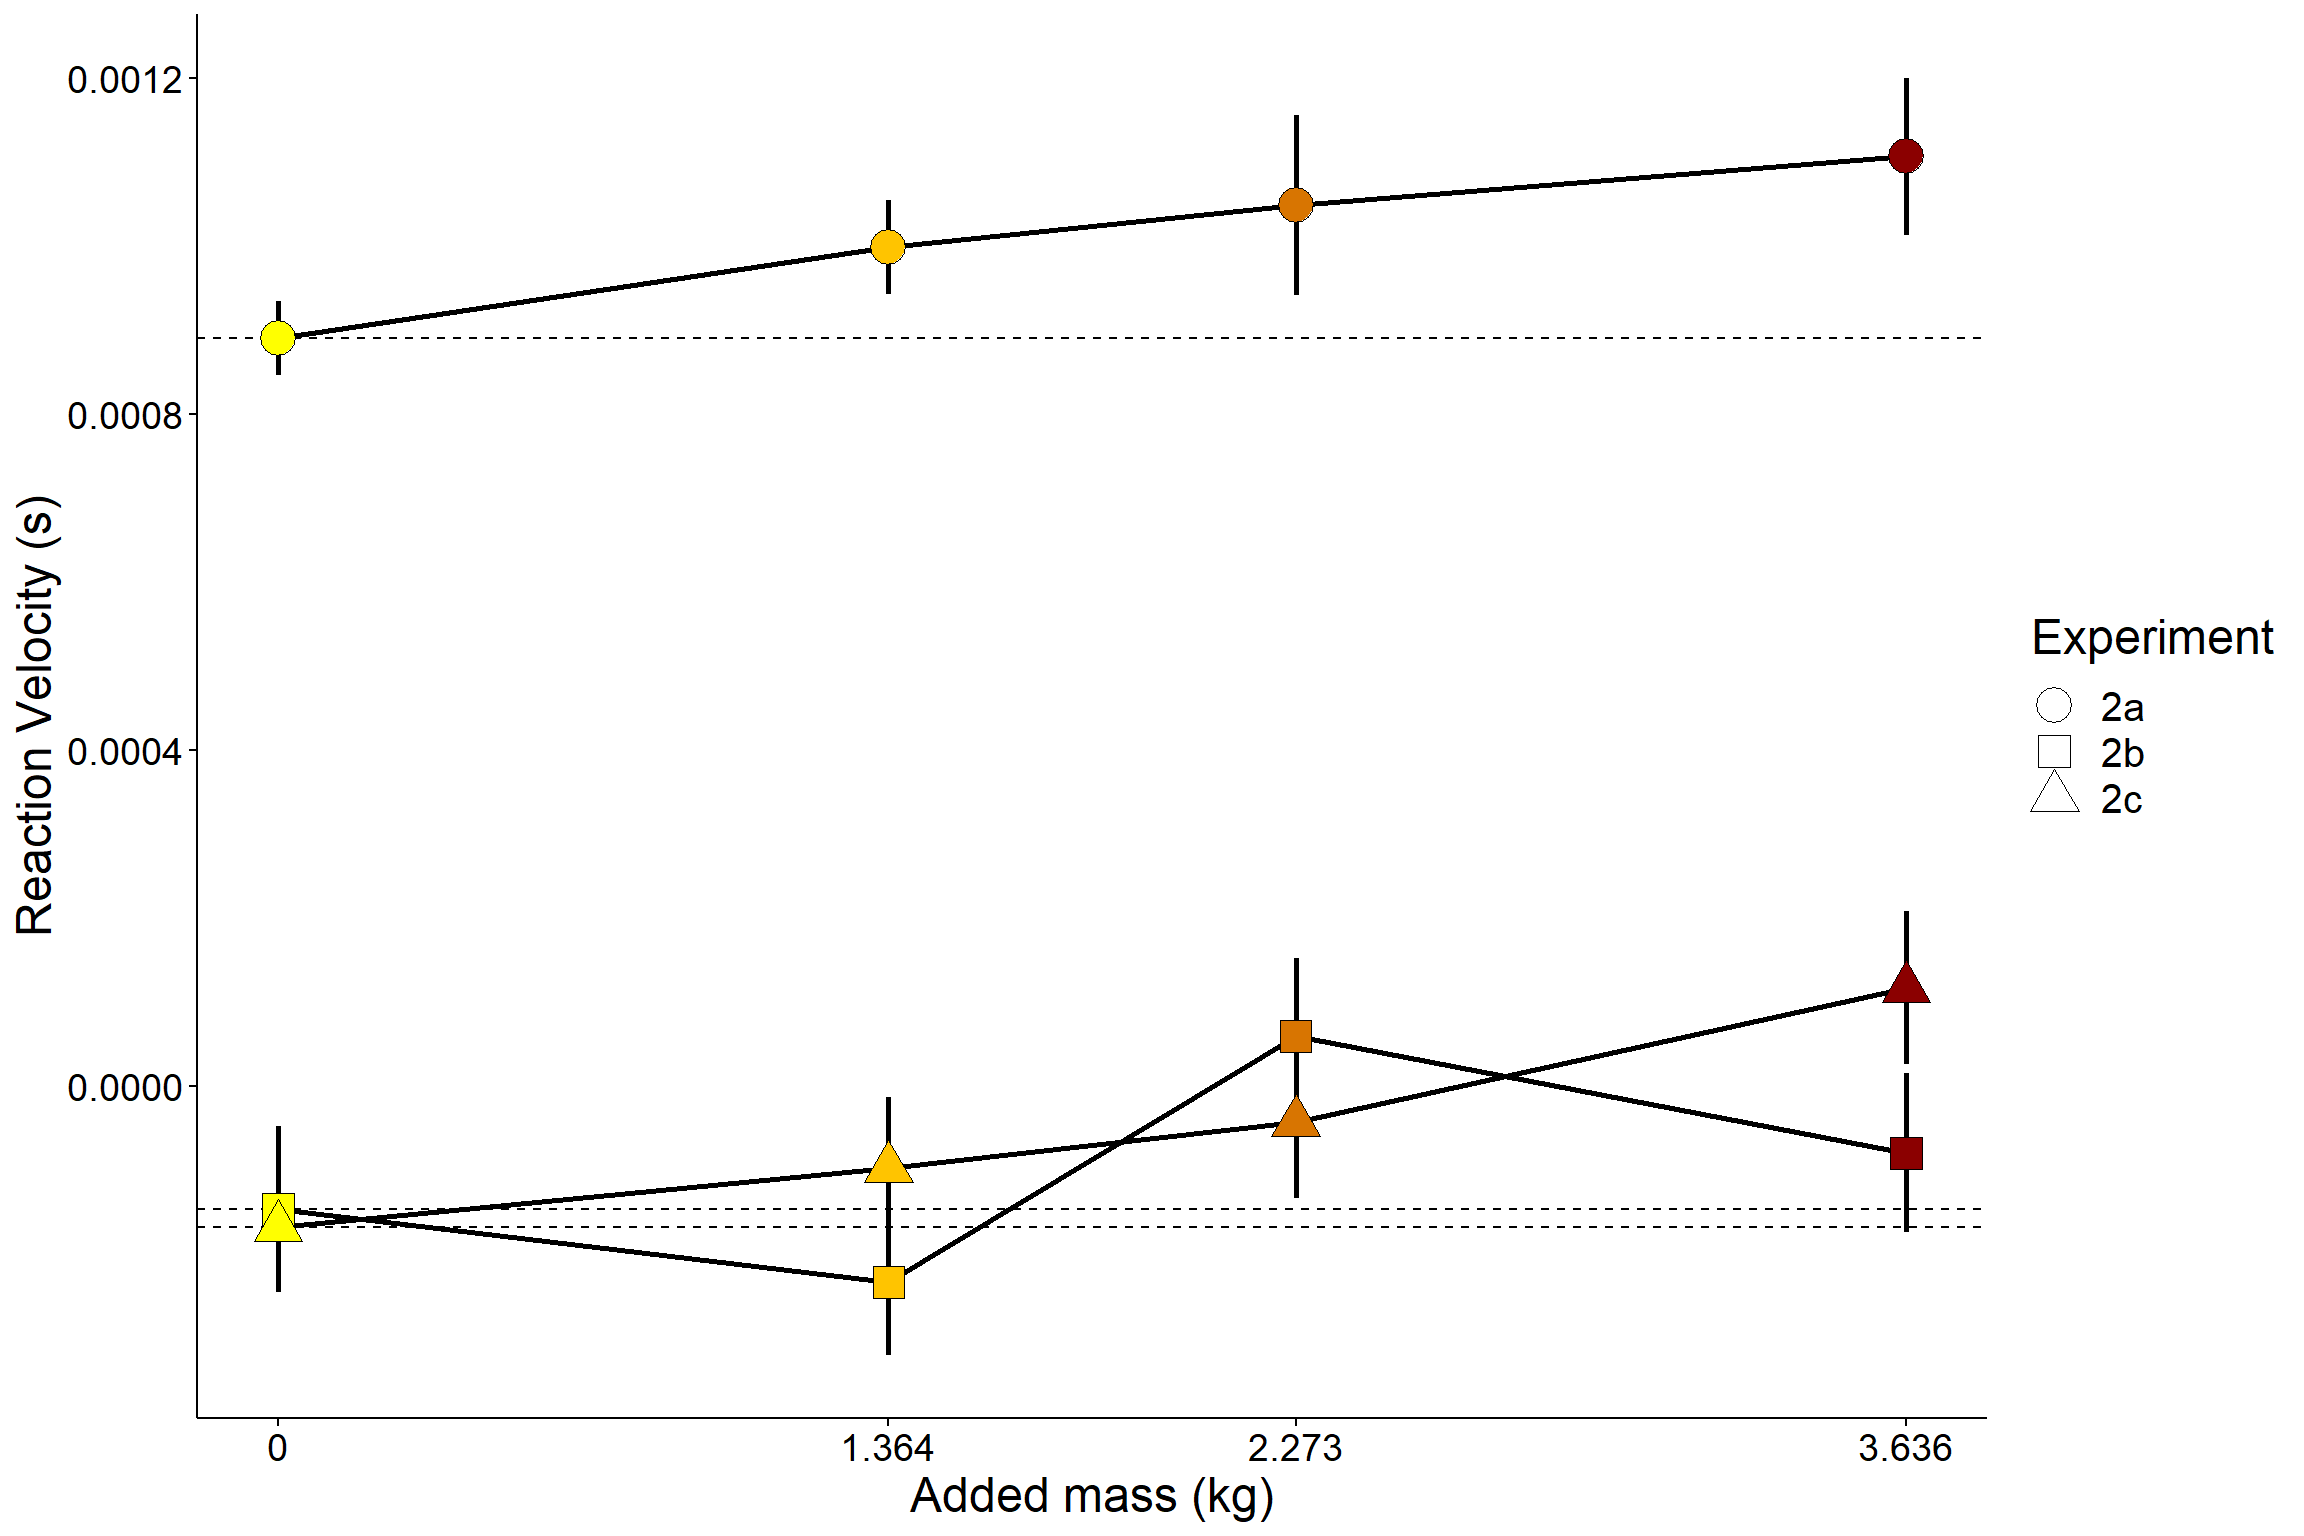 Reaction Velocity (s)
0.0012
0.0008
0.0004
0.0000
0 1.364 2.273 3.636
Added mass (kg)
Experiment
2a
2b
2c